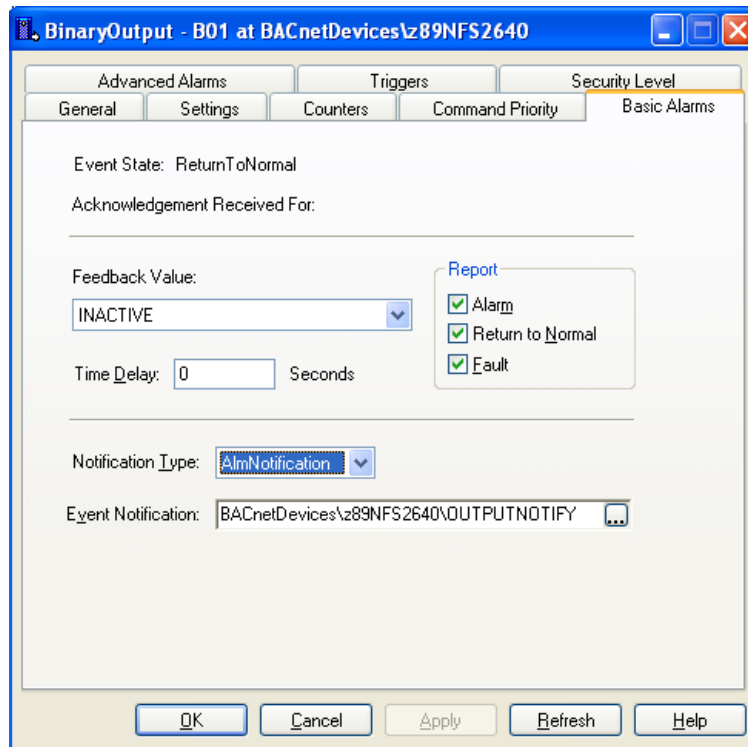 BinaryOutput - B01 at BACnetDevices\z89NFS2640
Advanced Alarms Triggers Security Level
General Settings Counters Command Priority Basic Alarms
Event State: ReturnToNormal
Acknowledgement Received For:
Feedback Value:
INACTIVE
Report
Alarm
Return to Normal
Fault
Time Delay: 0 Seconds
Notification Type: AlmNotification
Event Notification: BACnetDevices\z89NFS2640\OUTPUTNOTIFY ...
OK Cancel Apply Refresh Help